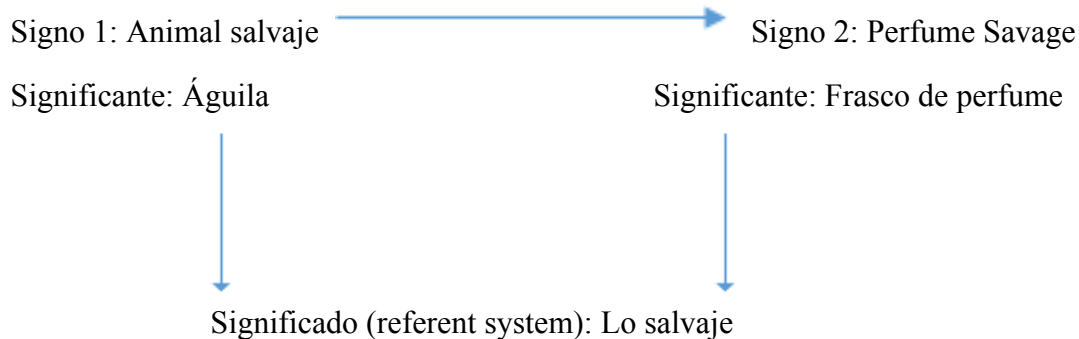 Signo 1: Animal salvaje
Signo 2: Perfume Savage
Significante: Águila
Significante: Frasco de perfume
Significado (referent system): Lo salvaje